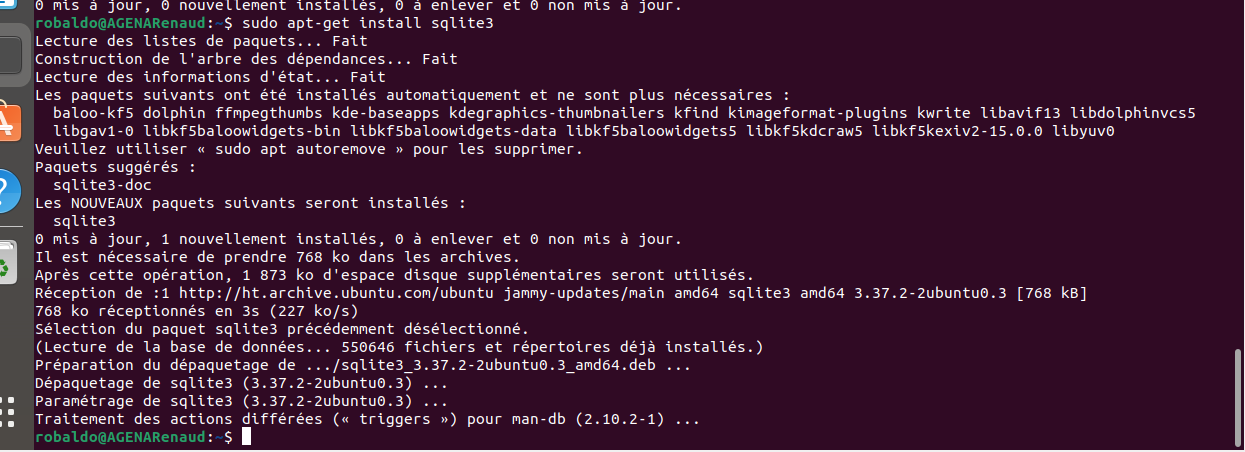 0 mis à jour, 0 nouvellement installés, 0 à enlever et 0 non mis à jour.
robaldo@AGENARenaud:~$ sudo apt-get install sqlite3
Lecture des listes de paquets... Fait
Construction de l'arbre des dépendances... Fait
Lecture des informations d'état... Fait
Les paquets suivants ont été installés automatiquement et ne sont plus nécessaires :
  baloo-kf5 dolphin ffmpegthumbs kde-baseapps kdegraphics-thumbnailers kfind kimageformat-plugins kwrite libavif13 libdolphinvcs5
  libgav1-0 libkf5baloowidgets-bin libkf5baloowidgets-data libkf5baloowidgets5 libkf5kdcraw5 libkf5kexiv2-15.0.0 libyuv0
Veuillez utiliser « sudo apt autoremove » pour les supprimer.
Paquets suggérés :
  sqlite3-doc
Les NOUVEAUX paquets suivants seront installés :
  sqlite3
0 mis à jour, 1 nouvellement installés, 0 à enlever et 0 non mis à jour.
Il est nécessaire de prendre 768 ko dans les archives.
Après cette opération, 1 873 ko d'espace disque supplémentaires seront utilisés.
Réception de :1 http://ht.archive.ubuntu.com/ubuntu jammy-updates/main amd64 sqlite3 amd64 3.37.2-2ubuntu0.3 [768 kB]
768 ko réceptionnés en 3s (227 ko/s)
Sélection du paquet sqlite3 précédemment désélectionné.
(Lecture de la base de données... 550646 fichiers et répertoires déjà installés.)
Préparation du dépaquetage de .../sqlite3_3.37.2-2ubuntu0.3_amd64.deb ...
Dépaquetage de sqlite3 (3.37.2-2ubuntu0.3) ...
Paramétrage de sqlite3 (3.37.2-2ubuntu0.3) ...
Traitement des actions différées (« triggers ») pour man-db (2.10.2-1) ...
robaldo@AGENARenaud:~$